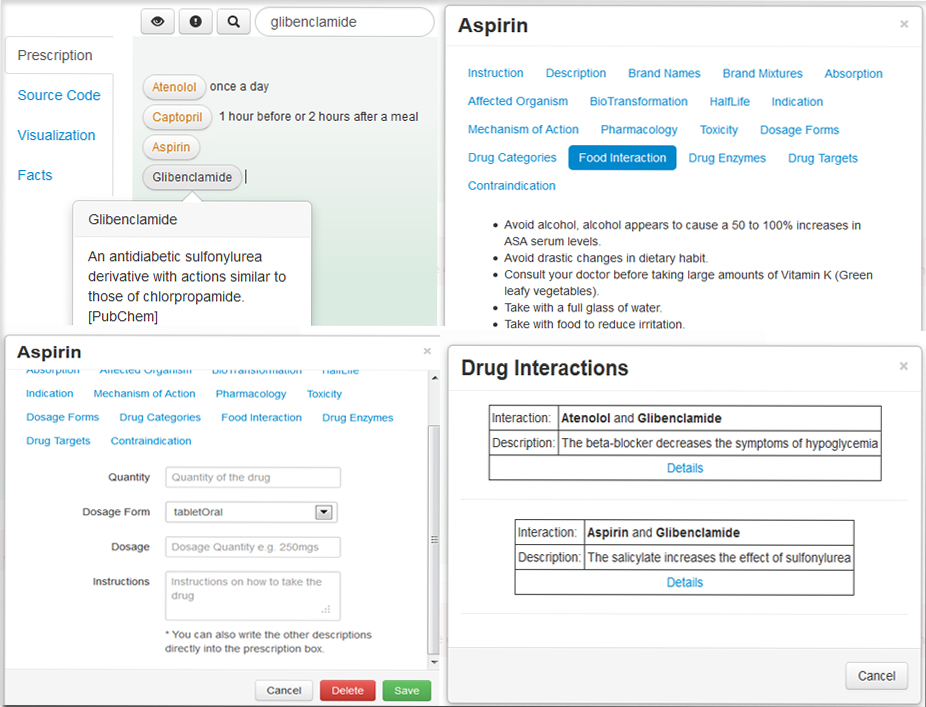 glibenclamide
Prescription
Source Code
Visualization
Facts
Atenolol once a day
Captopril 1 hour before or 2 hours after a meal
Aspirin
Glibenclamide
Glibenclamide
An antidiabetic sulfonylurea
derivative with actions similar to
those of chlorpropamide.
[PubChem]
Aspirin ×
Instruction Description Brand Names Brand Mixtures Absorption
Affected Organism BioTransformation HalfLife Indication
Mechanism of Action Pharmacology Toxicity Dosage Forms
Drug Categories Food Interaction Drug Enzymes Drug Targets
Contraindication
• Avoid alcohol, alcohol appears to cause a 50 to 100% increases in
ASA serum levels.
• Avoid drastic changes in dietary habit.
• Consult your doctor before taking large amounts of Vitamin K (Green
leafy vegetables).
• Take with a full glass of water.
• Take with food to reduce irritation.
Aspirin ×
Absorption Affected Organism BioTransformation HalfLife
Indication Mechanism of Action Pharmacology Toxicity
Dosage Forms Drug Categories Food Interaction Drug Enzymes
Drug Targets Contraindication
Quantity Quantity of the drug
Dosage Form tabletOral
Dosage Dosage Quantity e.g. 250mgs
Instructions Instructions on how to take the
drug
* You can also write the other descriptions
directly into the prescription box.
Cancel Delete Save
Drug Interactions ×
Interaction: Atenolol and Glibenclamide
Description: The beta-blocker decreases the symptoms of hypoglycemia
Details
Interaction: Aspirin and Glibenclamide
Description: The salicylate increases the effect of sulfonylurea
Details
Cancel